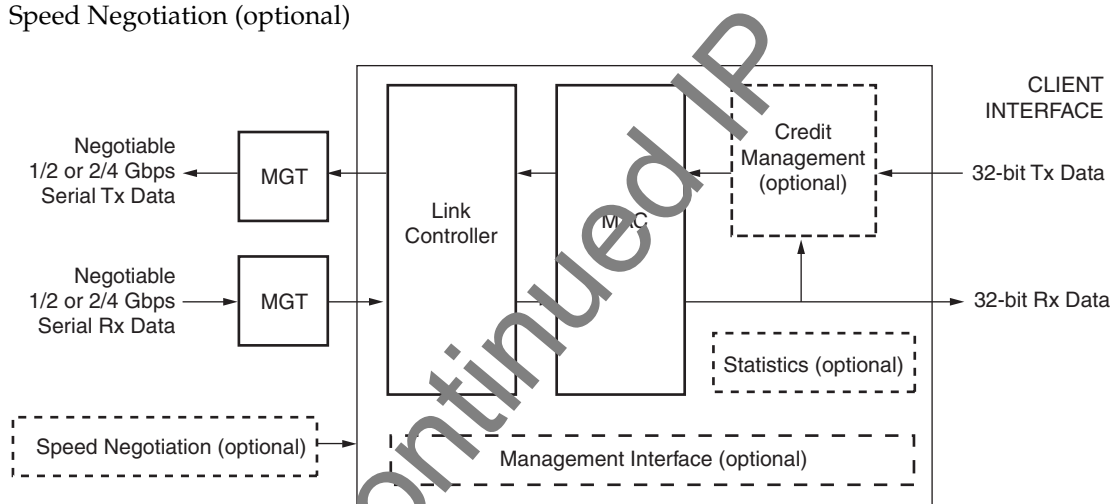 Speed Negotiation (optional)
CLIENT
INTERFACE
Negotiable
1/2 or 2/4 Gbps
Serial Tx Data
MGT
Link
Controller
MAC
Credit
Management
(optional)
32-bit Tx Data
Negotiable
1/2 or 2/4 Gbps
Serial Rx Data
MGT
32-bit Rx Data
Statistics (optional)
Speed Negotiation (optional)
Management Interface (optional)
ontinued IP